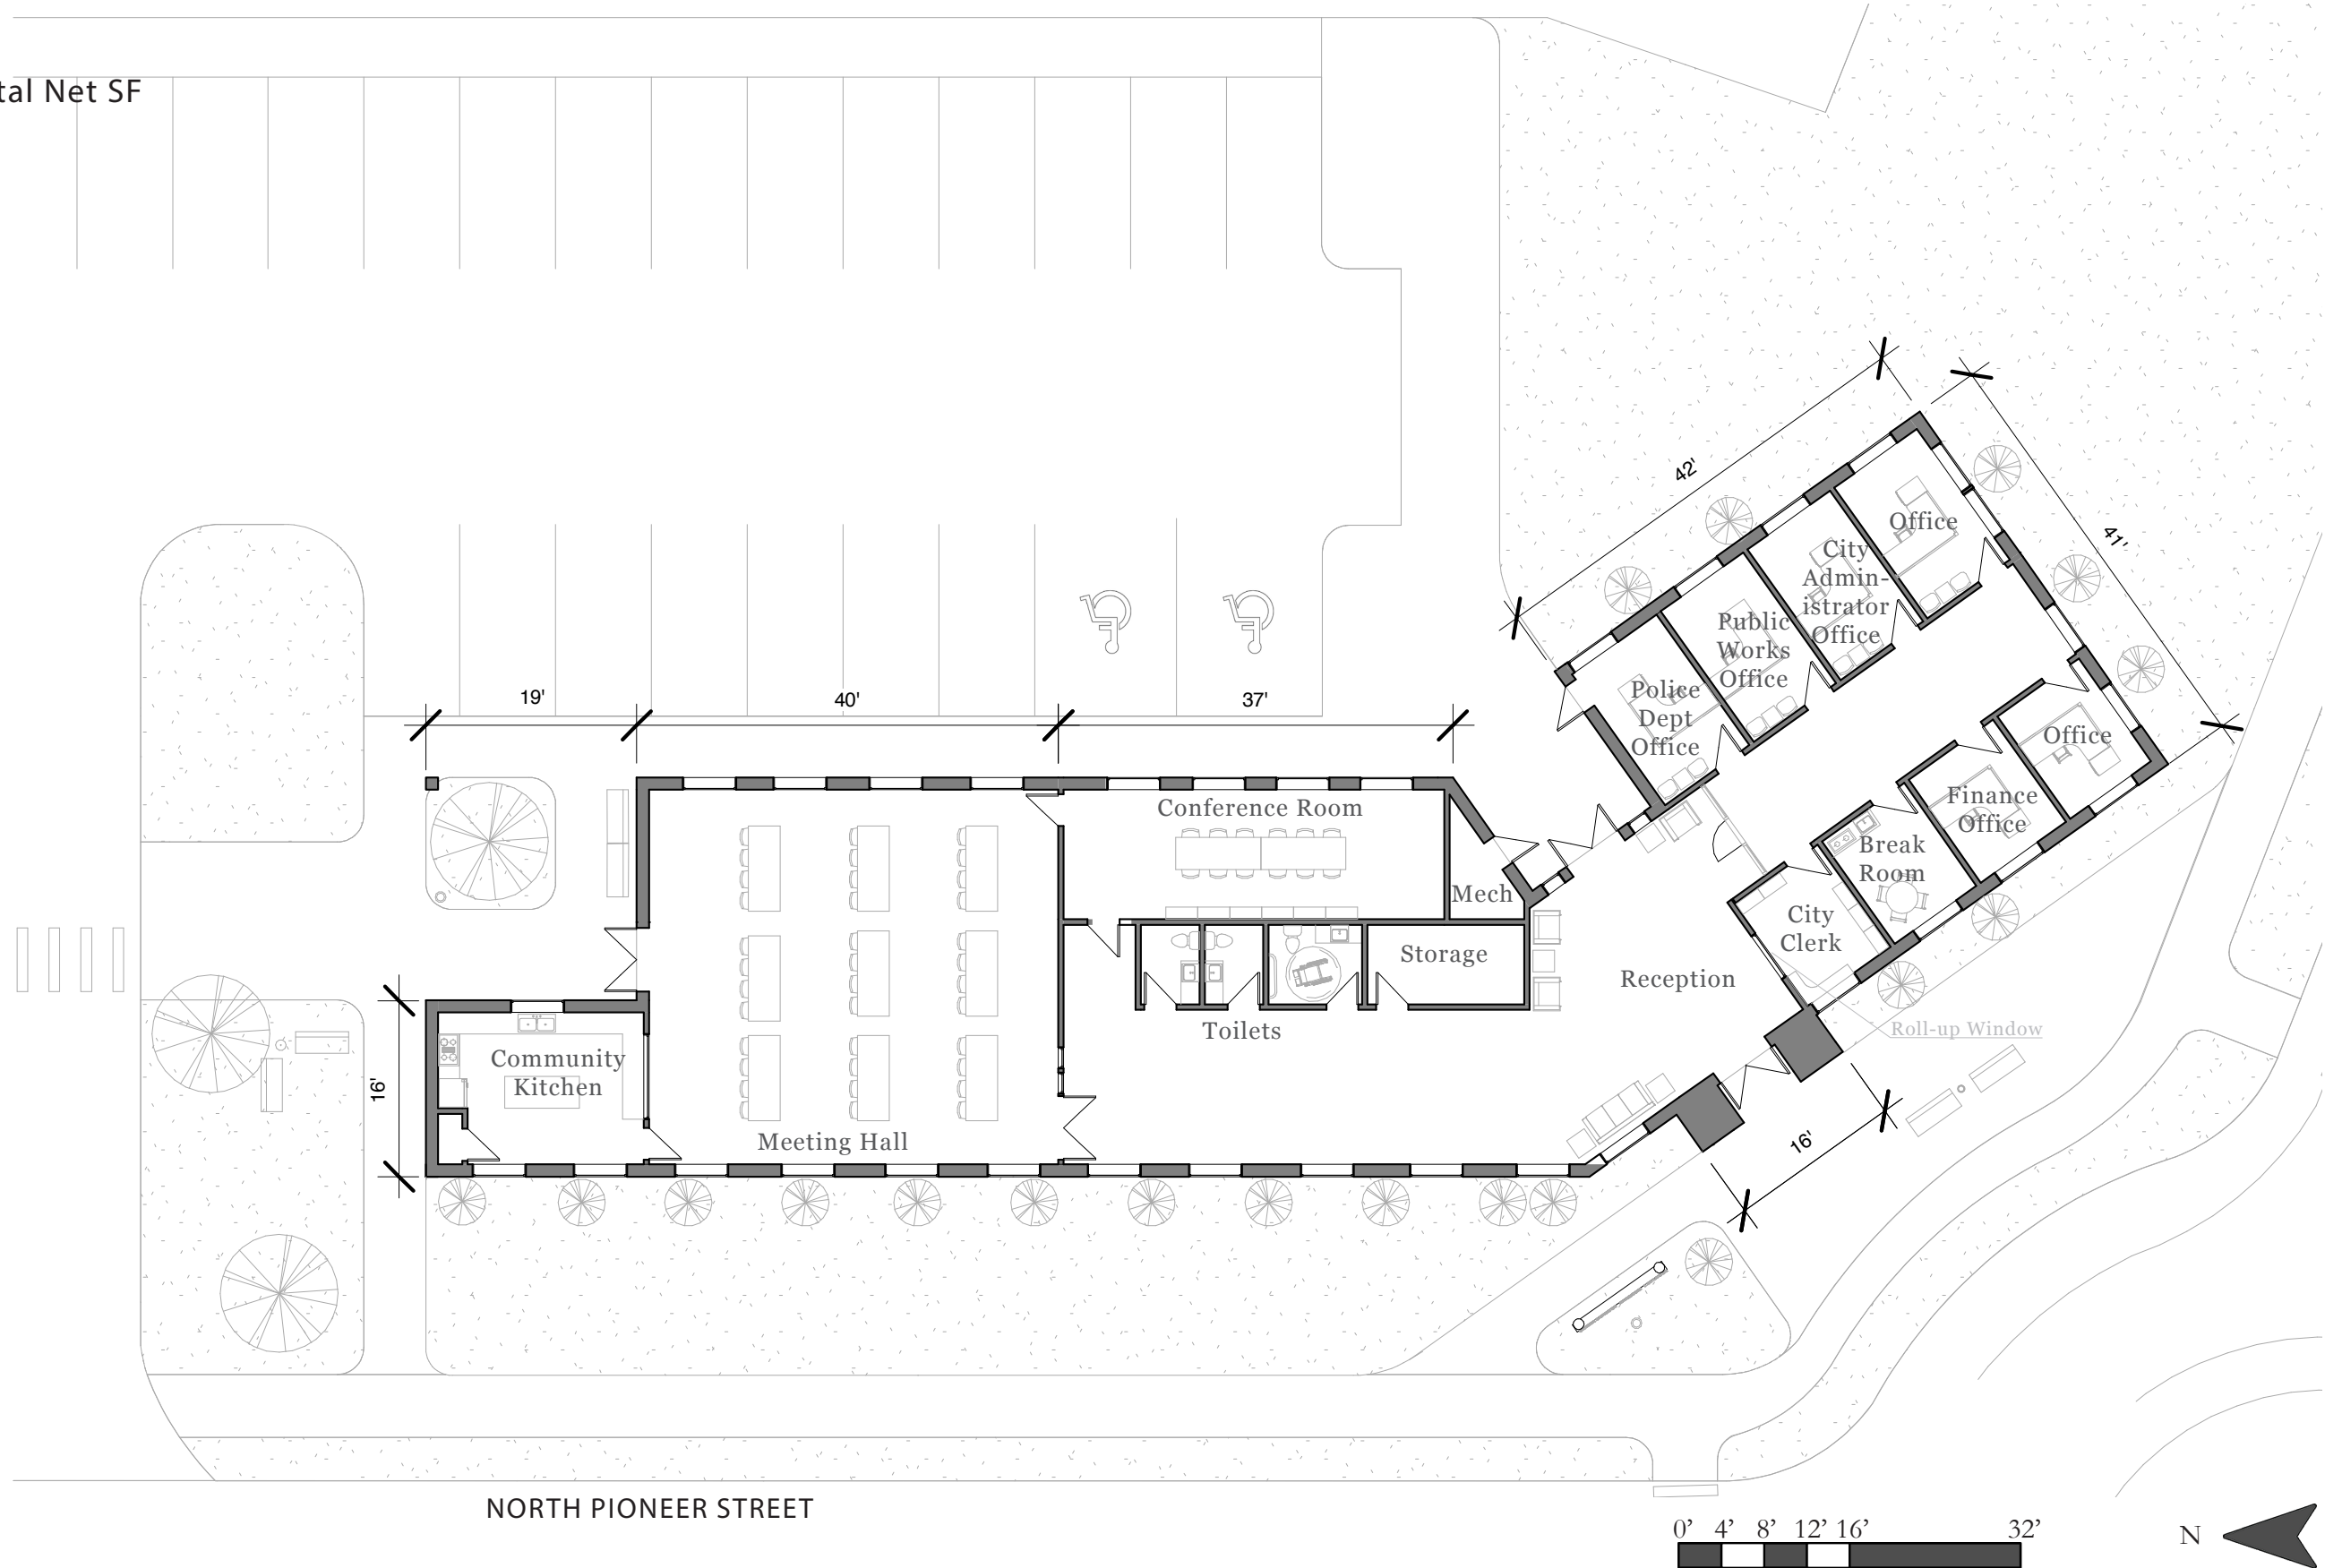 tal Net SF
42'
41'
Office
City
Admin-
istrator
Office
Public
Works
Office
Police
Dept
Office
19'
40'
37'
Office
Finance
Office
Break
Room
City
Clerk
Conference Room
Mech
Storage
Reception
Toilets
Roll-up Window
Community
Kitchen
16'
Meeting Hall
16'
NORTH PIONEER STREET
0’ 4’ 8’ 12’ 16’ 32’
N